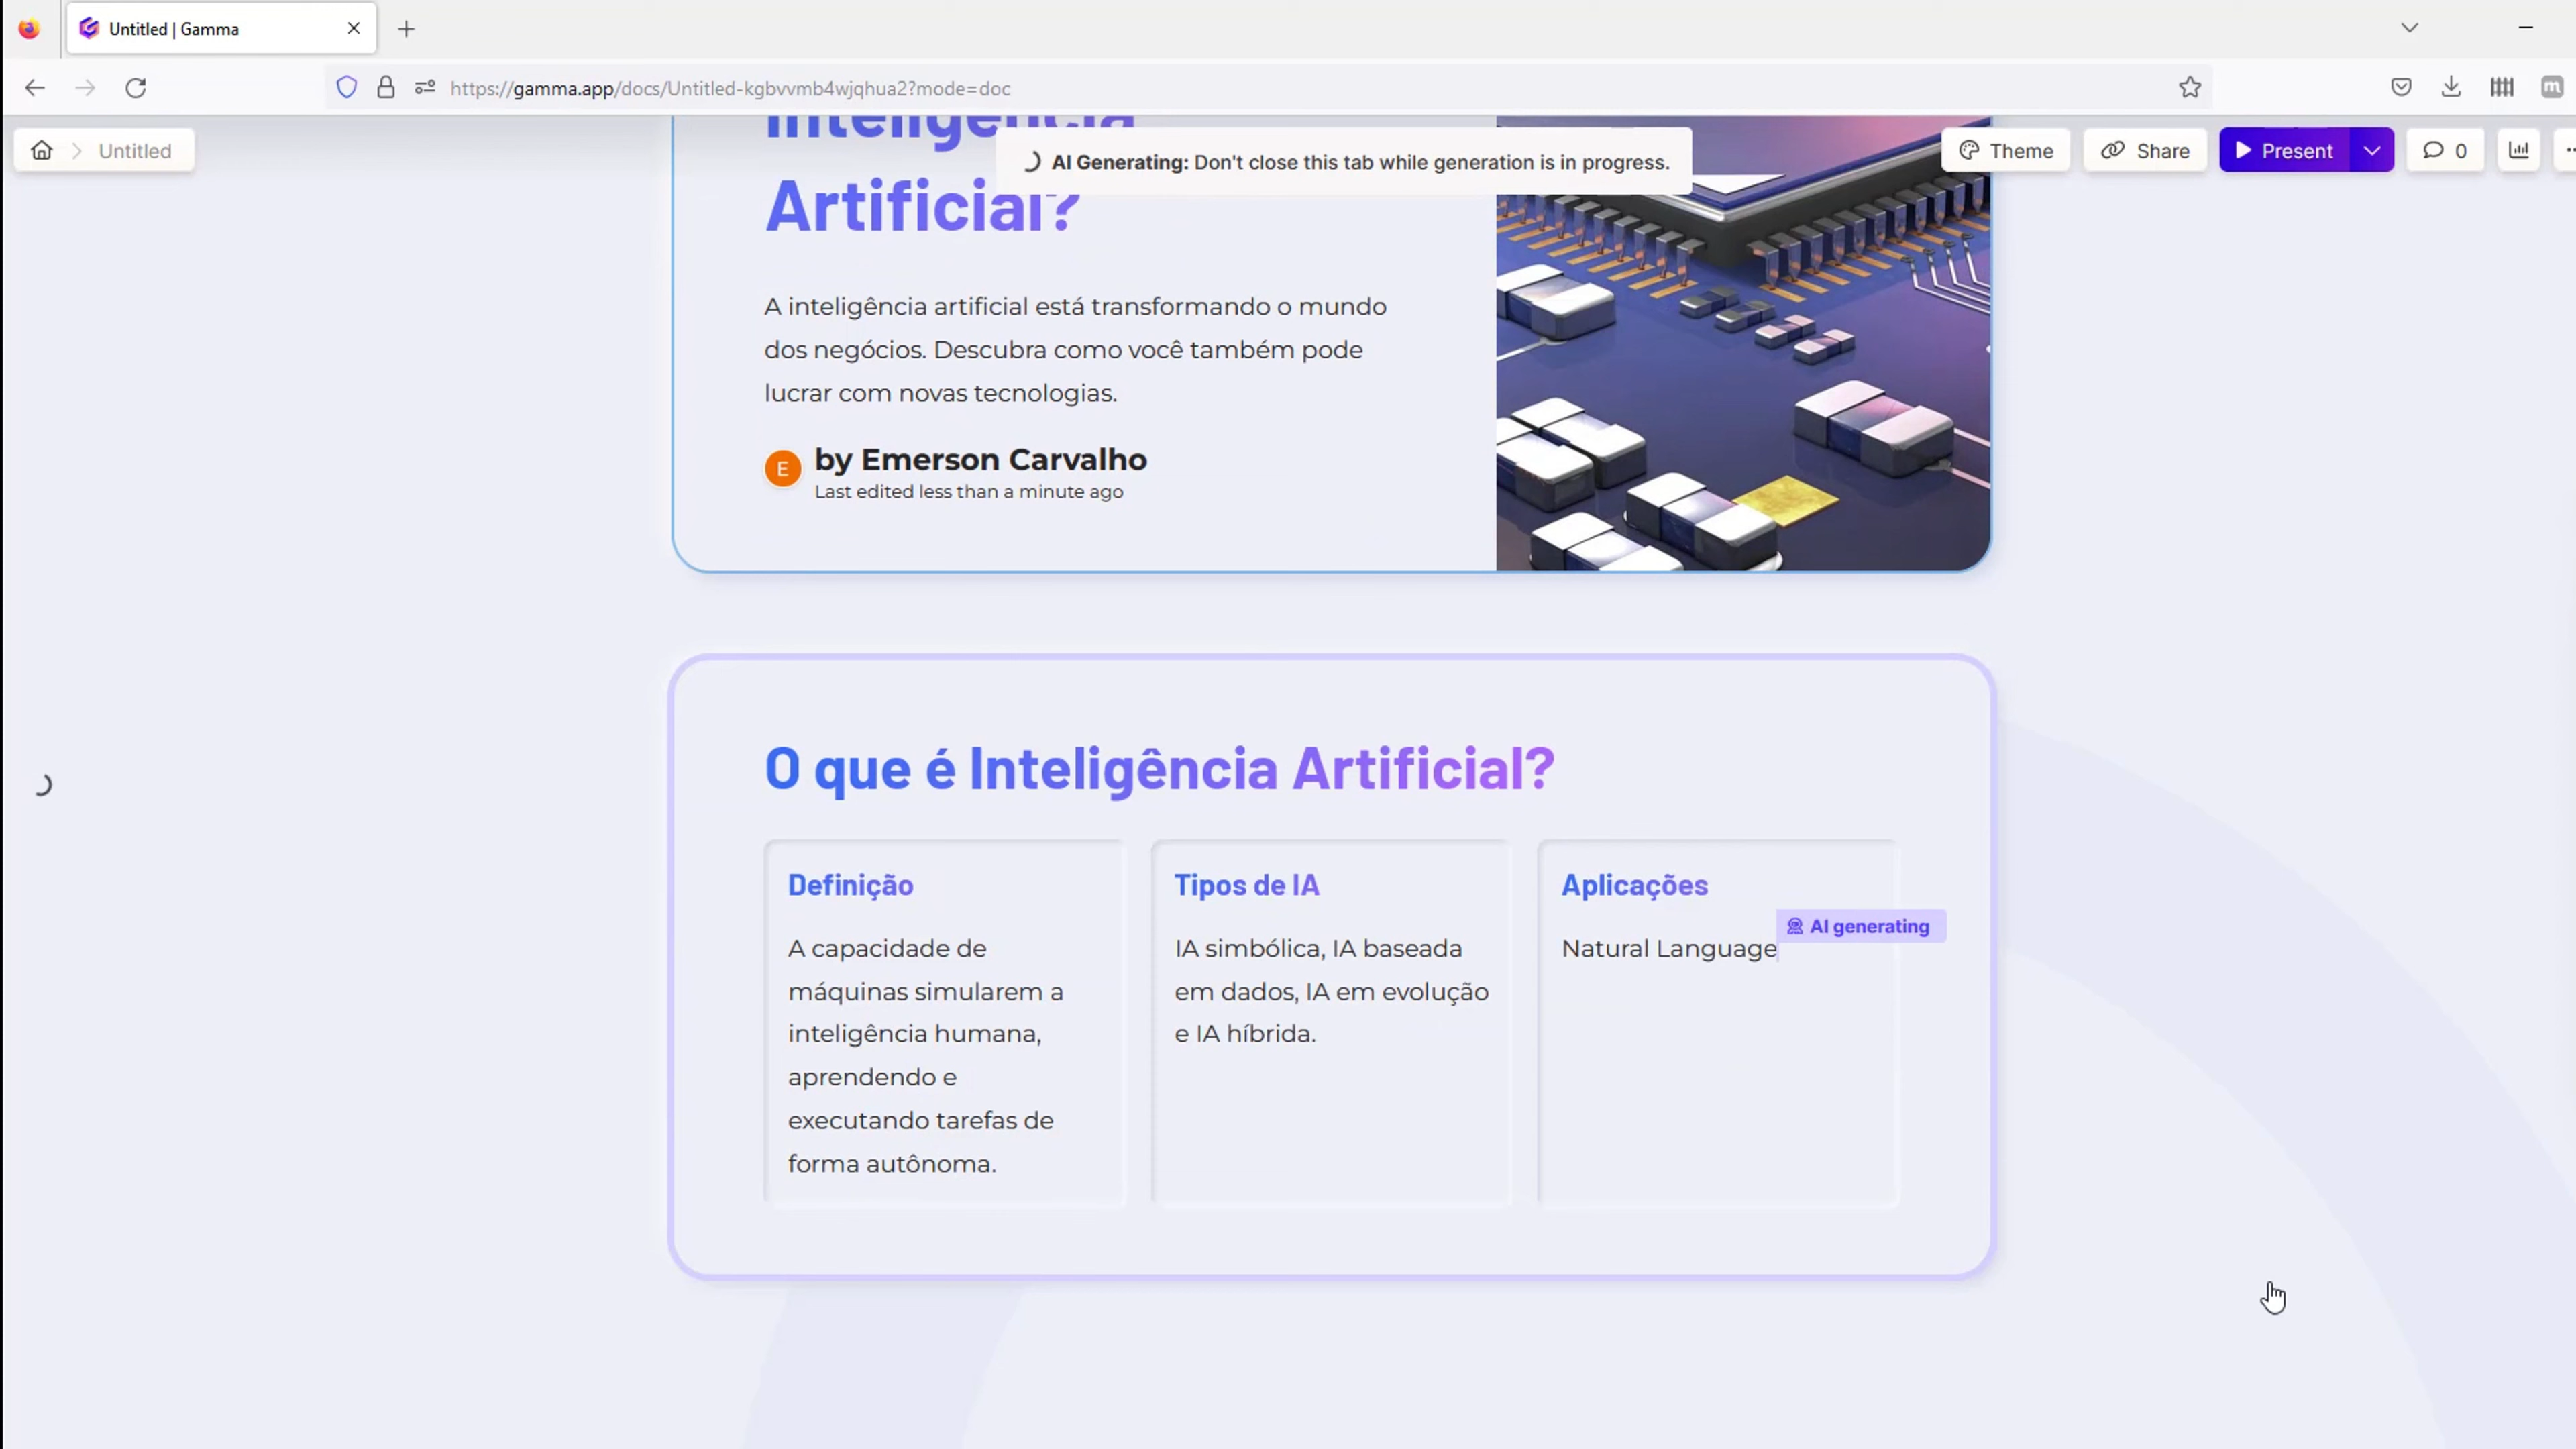 Untitled | Gamma
https://gamma.app/docs/Untitled-kgbvvmb4wjqhua2?mode=doc
Untitled
AI Generating: Don't close this tab while generation is in progress.
Theme
Share
Present
0
Inteligência
Artificial?
A inteligência artificial está transformando o mundo
dos negócios. Descubra como você também pode
lucrar com novas tecnologias.
E
by Emerson Carvalho
Last edited less than a minute ago
O que é Inteligência Artificial?
Definição
A capacidade de
máquinas simularem a
inteligência humana,
aprendendo e
executando tarefas de
forma autônoma.
Tipos de IA
IA simbólica, IA baseada
em dados, IA em evolução
e IA híbrida.
Aplicações
AI generating
Natural Language